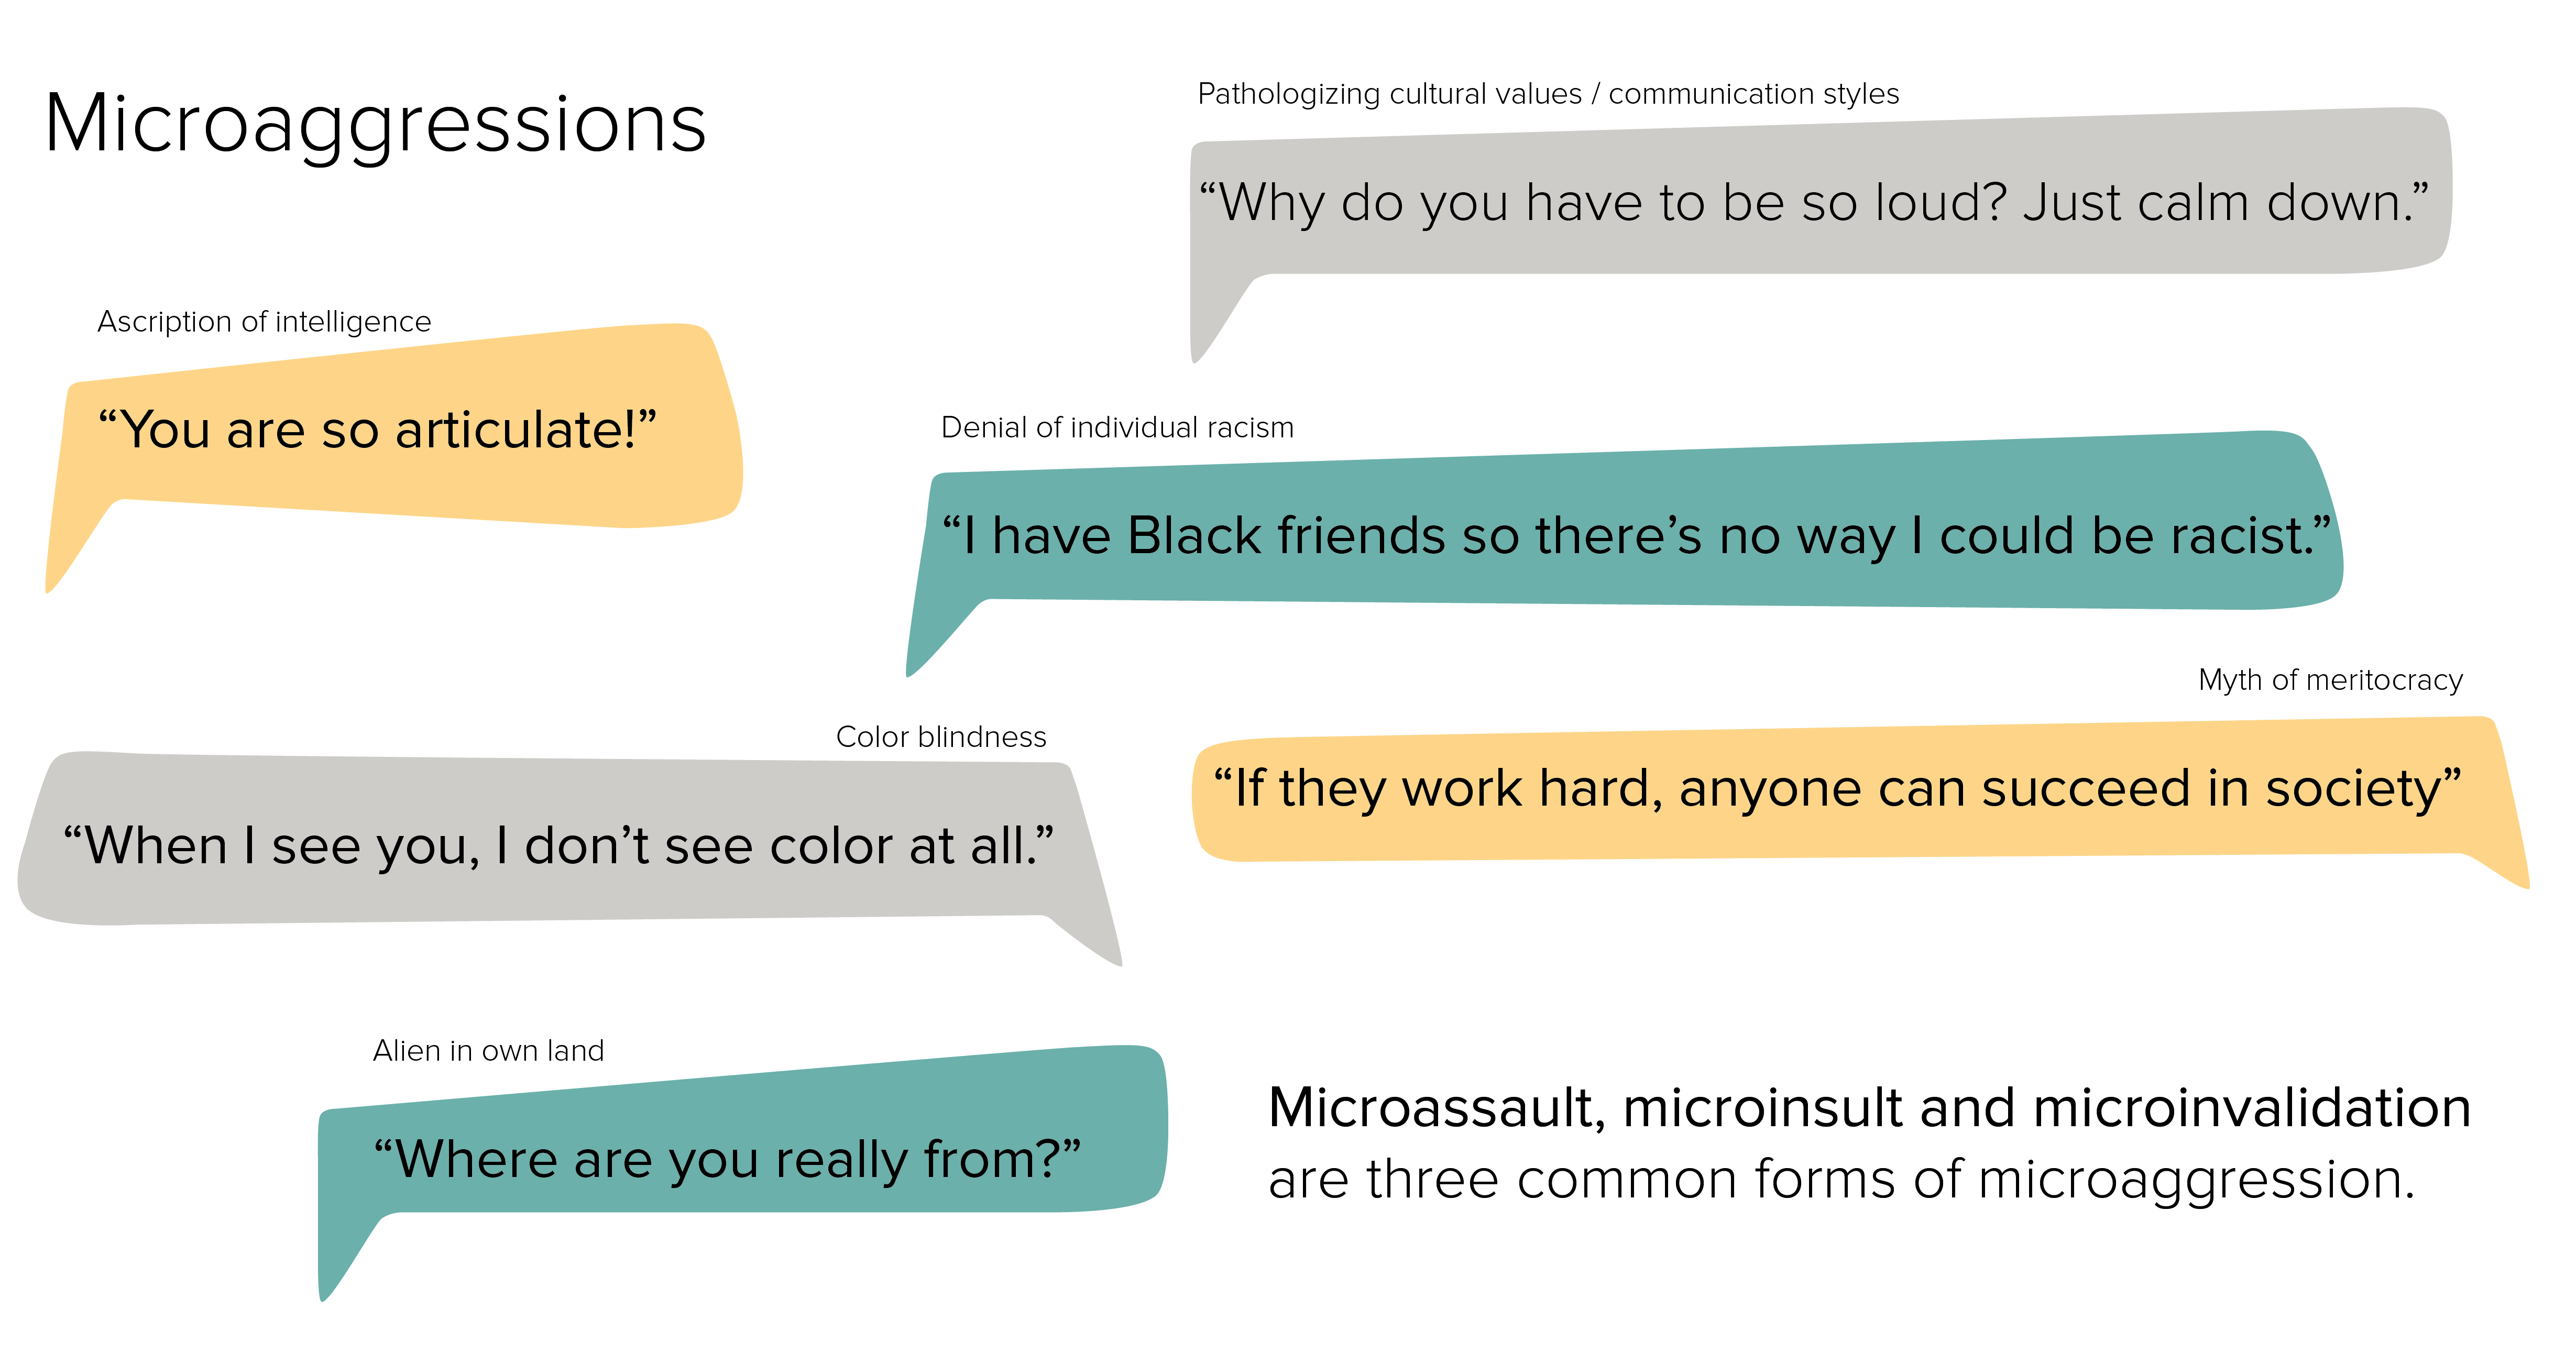 Microaggressions
Pathologizing cultural values / communication styles
“Why do you have to be so loud? Just calm down.”
Ascription of intelligence
“You are so articulate!”
Denial of individual racism
“I have Black friends so there’s no way I could be racist.”
Myth of meritocracy
“If they work hard, anyone can succeed in society”
Color blindness
“When I see you, I don’t see color at all.”
Alien in own land
“Where are you really from?”
Microassault, microinsult and microinvalidation
are three common forms of microaggression.